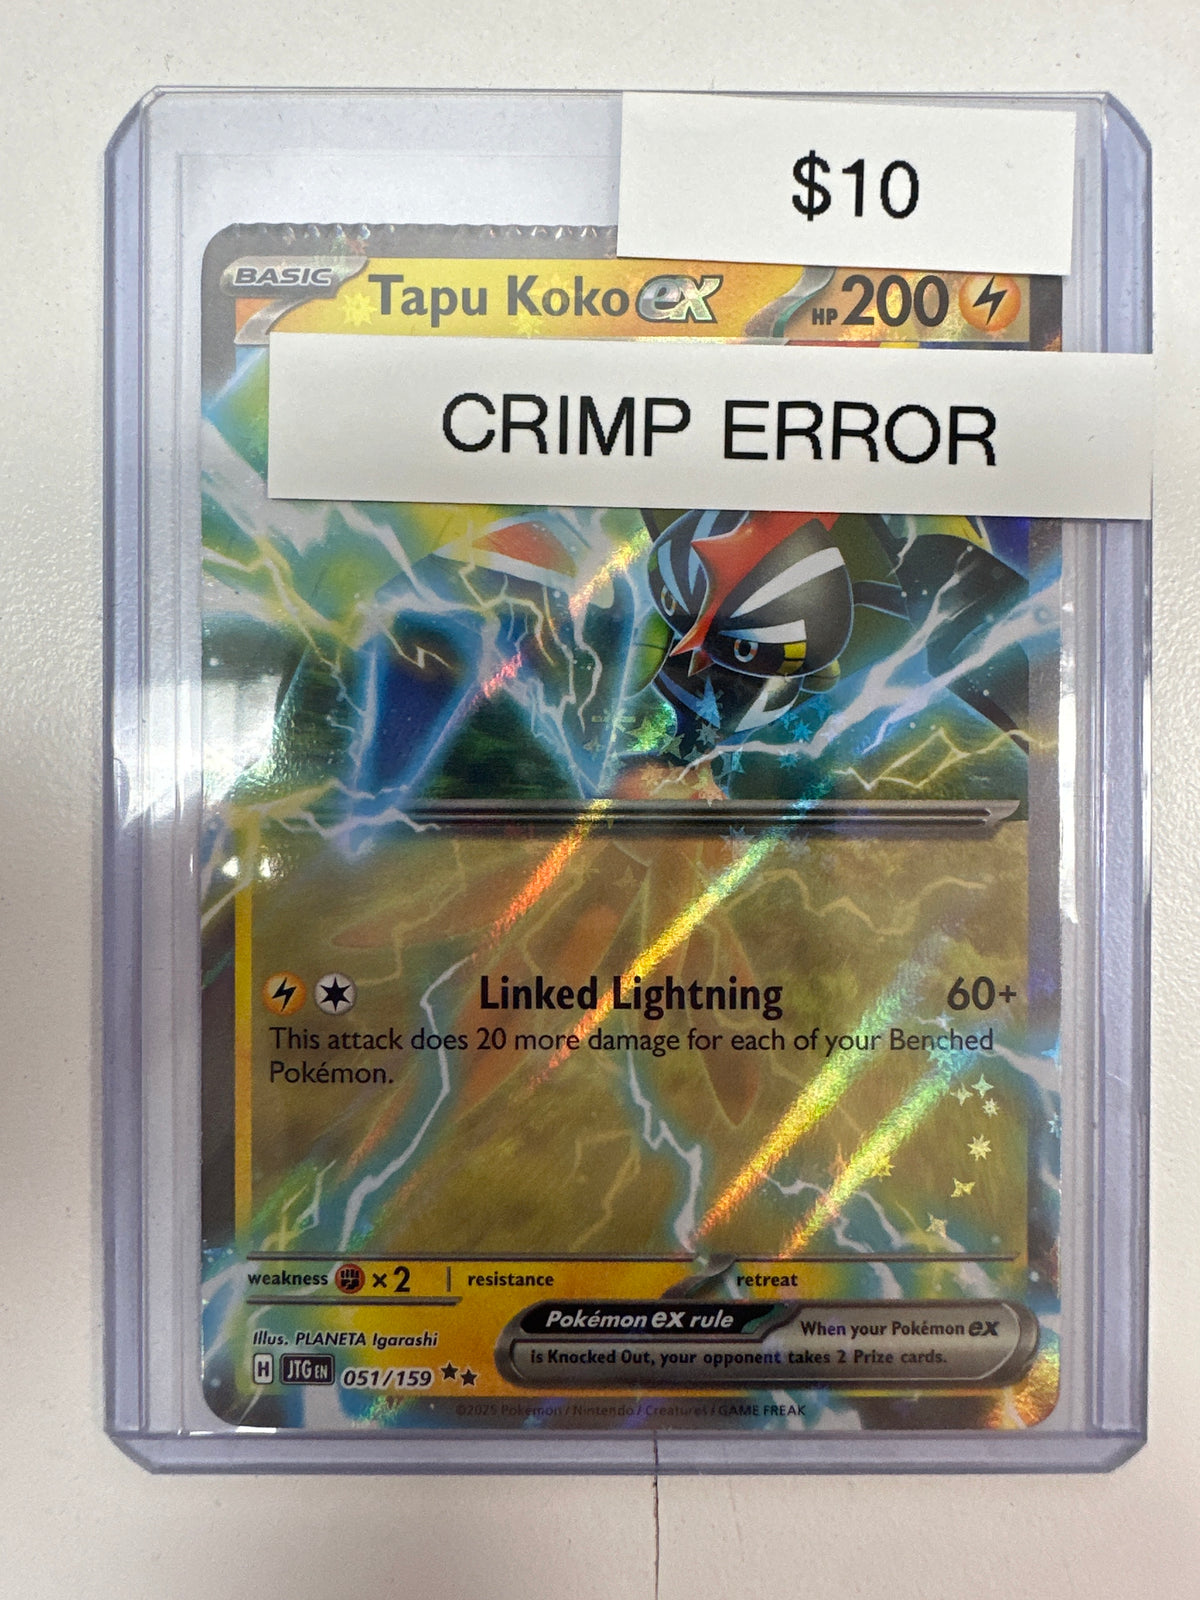 $10
BASIC Tapu Koko ex HP 200
CRIMP ERROR
Linked Lightning 60+
This attack does 20 more damage for each of your Benched
Pokémon.
weakness ×2 resistance retreat
Pokémon ex rule When your Pokémon ex
is Knocked Out, your opponent takes 2 Prize cards.
Illus. PLANETA Igarashi
H JTG EN 051/159 ★★
©2025 Pokémon / Nintendo / Creatures / GAME FREAK